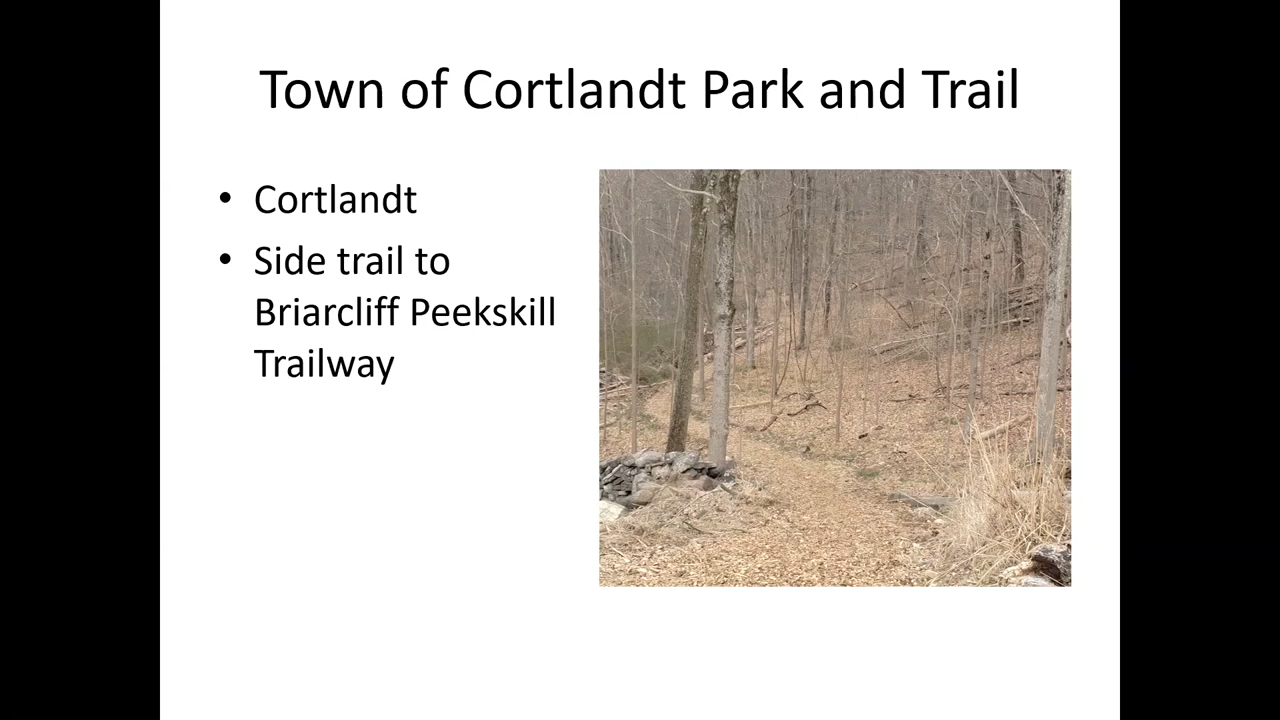 Town of Cortlandt Park and Trail
• Cortlandt
• Side trail to
Briarcliff Peekskill
Trailway